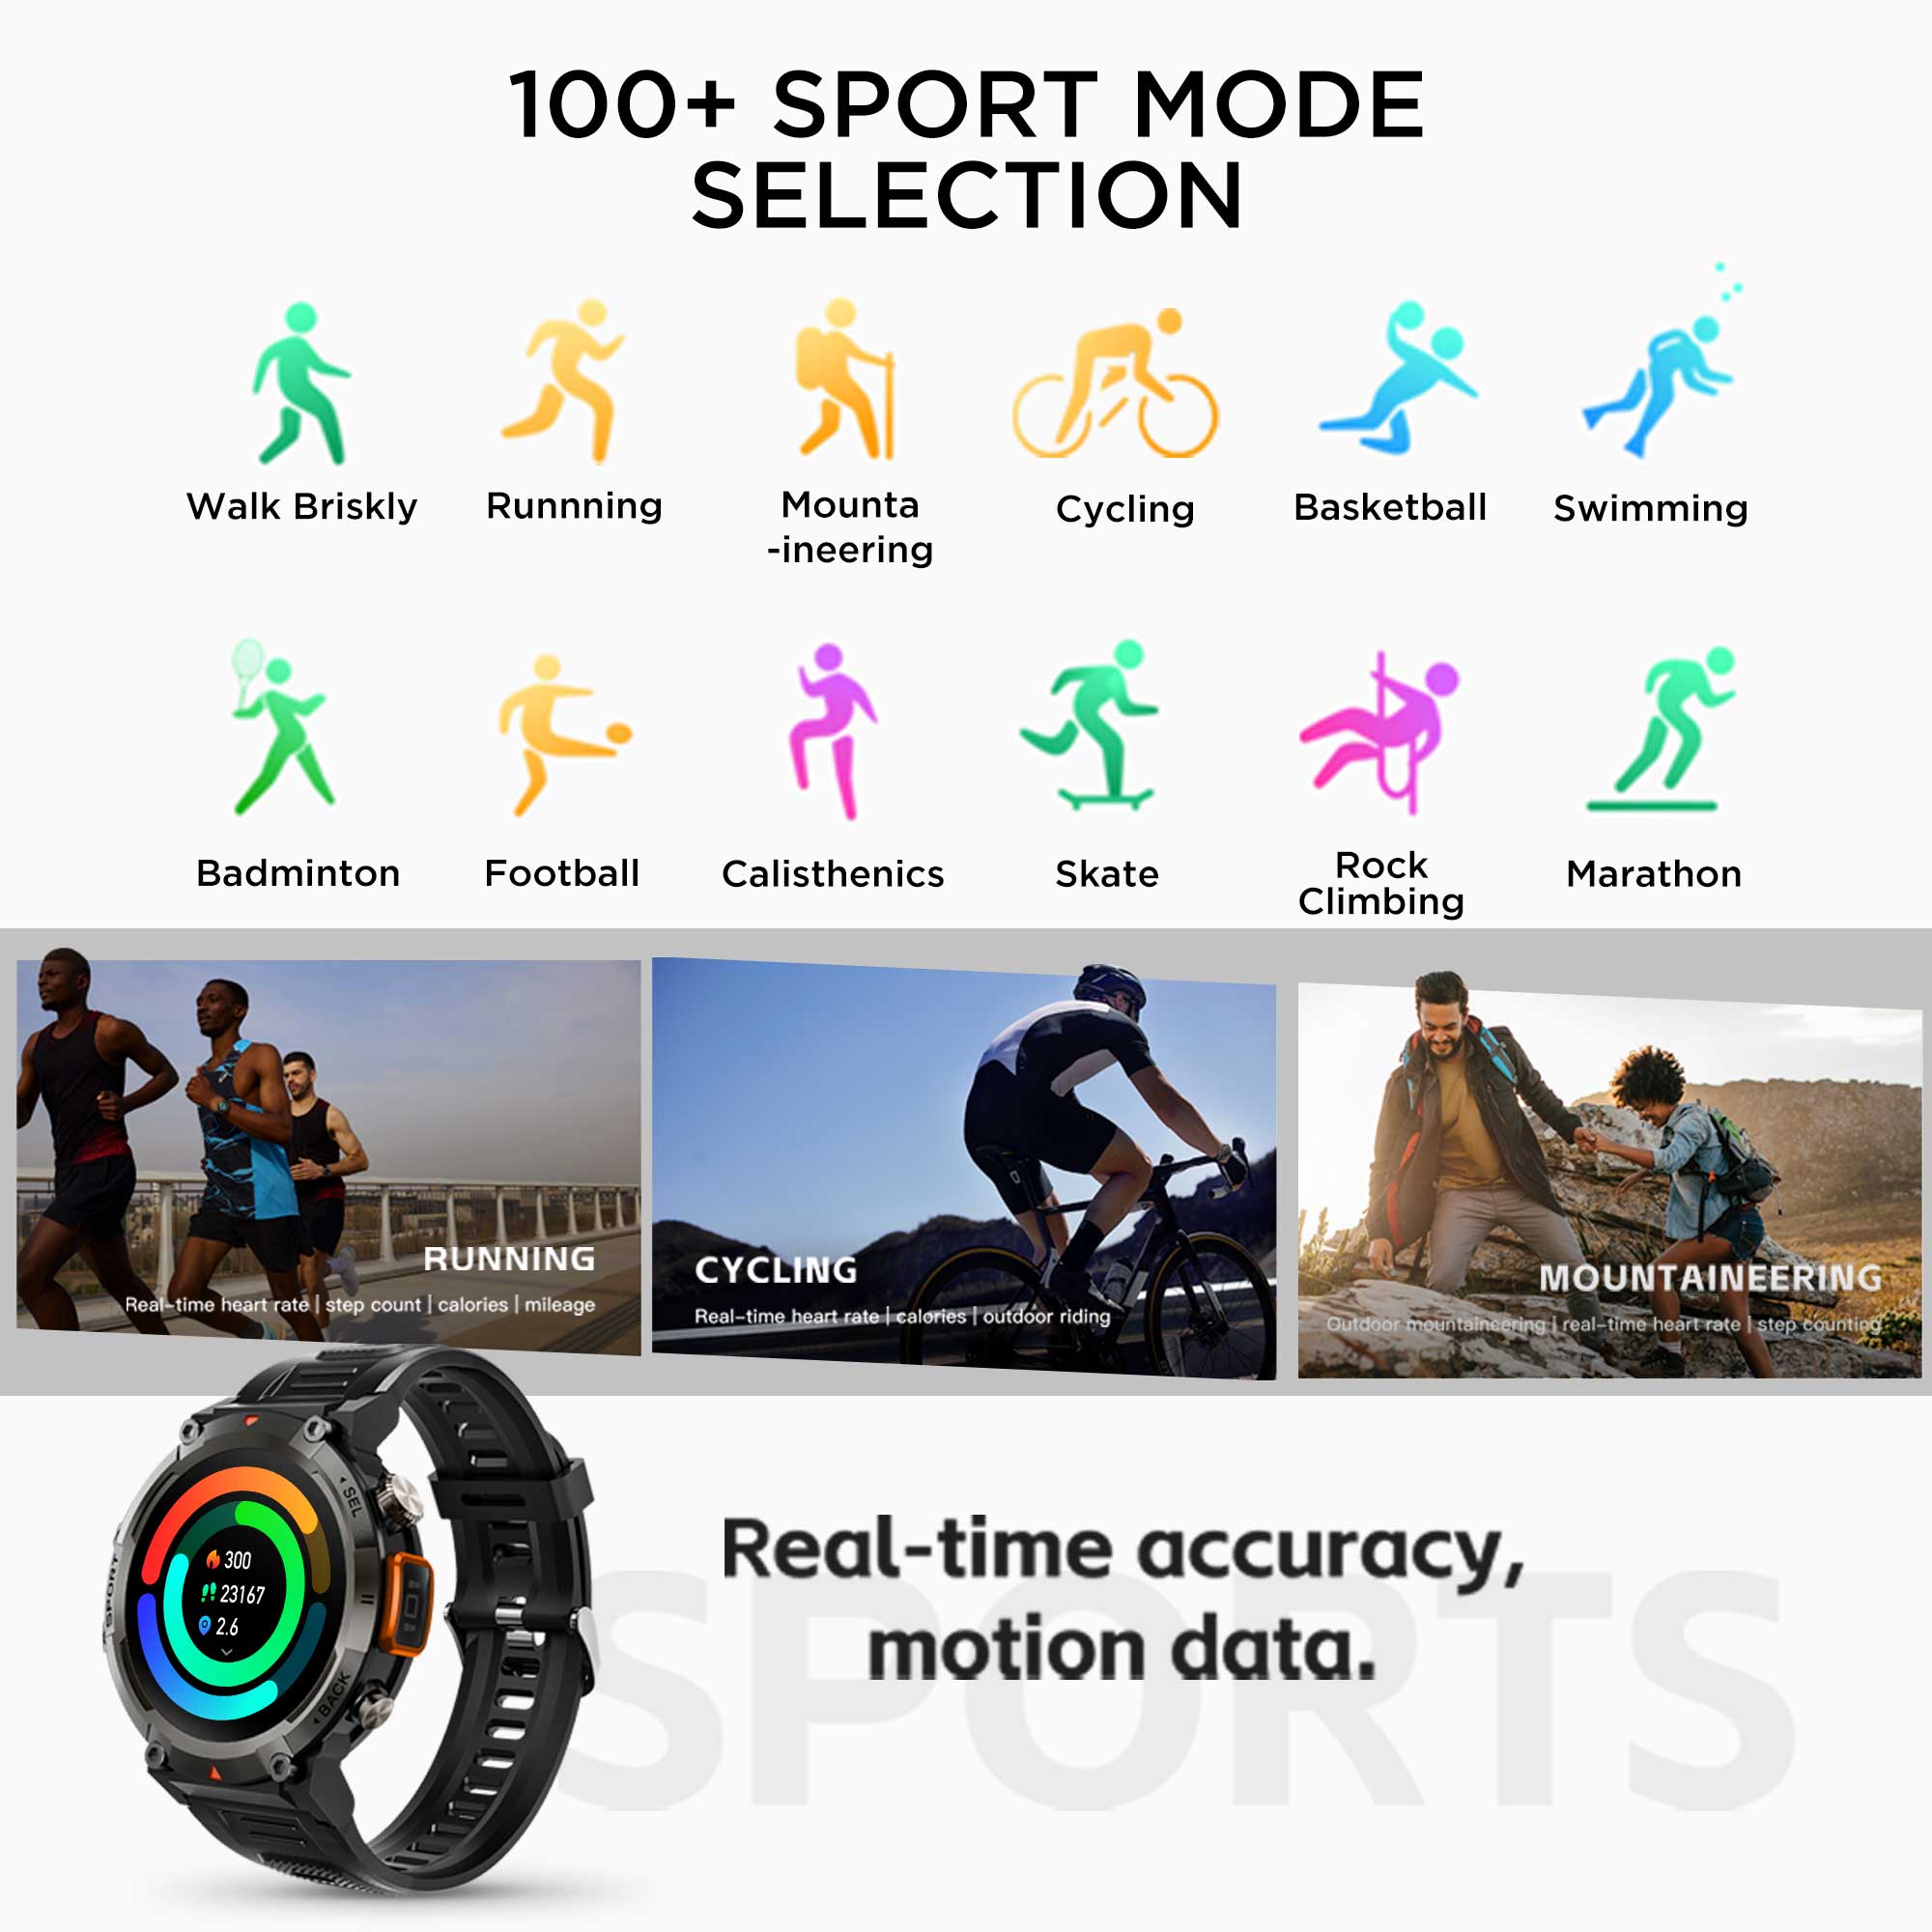 100+ SPORT MODE
SELECTION
Walk Briskly
Runnning
Mounta
-ineering
Cycling
Basketball
Swimming
Badminton
Football
Calisthenics
Skate
Rock
Climbing
Marathon
RUNNING
Real-time heart rate | step count | calories | mileage
CYCLING
Real-time heart rate | calories | outdoor riding
MOUNTAINEERING
Outdoor mountaineering | real-time heart rate | step counting
SEL
SPORT
300
23167
2.6
BACK
Real-time accuracy,
motion data.
SPORTS